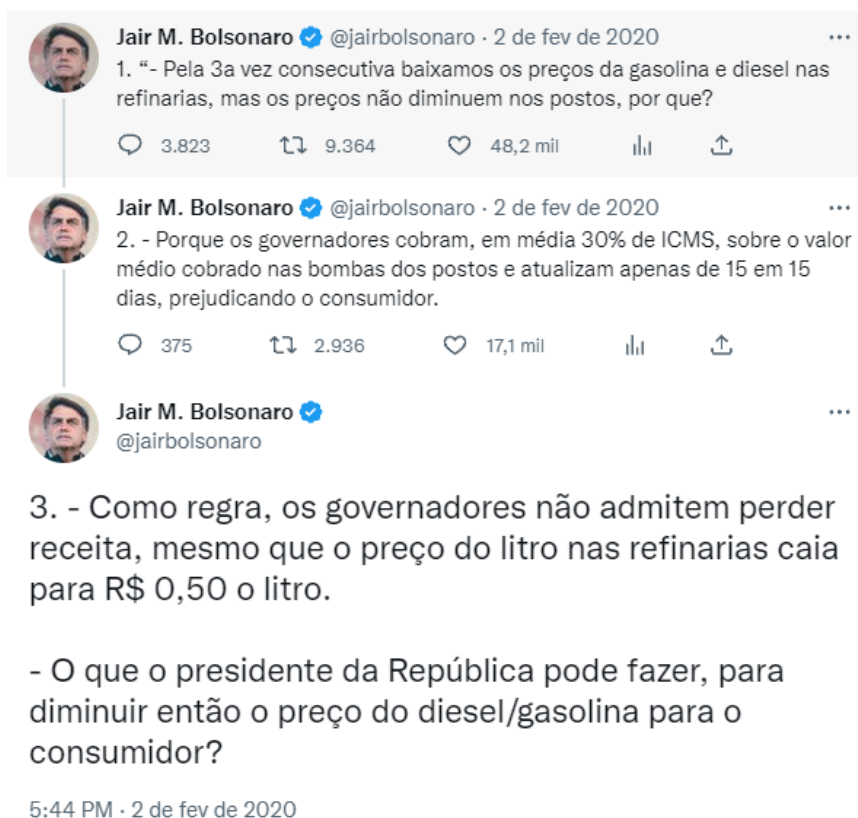 Jair M. Bolsonaro @jairbolsonaro · 2 de fev de 2020
1. “- Pela 3a vez consecutiva baixamos os preços da gasolina e diesel nas
refinarias, mas os preços não diminuem nos postos, por que?
3.823 9.364 48,2 mil
Jair M. Bolsonaro @jairbolsonaro · 2 de fev de 2020
2. - Porque os governadores cobram, em média 30% de ICMS, sobre o valor
médio cobrado nas bombas dos postos e atualizam apenas de 15 em 15
dias, prejudicando o consumidor.
375 2.936 17,1 mil
Jair M. Bolsonaro
@jairbolsonaro
3. - Como regra, os governadores não admitem perder
receita, mesmo que o preço do litro nas refinarias caia
para R$ 0,50 o litro.
- O que o presidente da República pode fazer, para
diminuir então o preço do diesel/gasolina para o
consumidor?
5:44 PM · 2 de fev de 2020